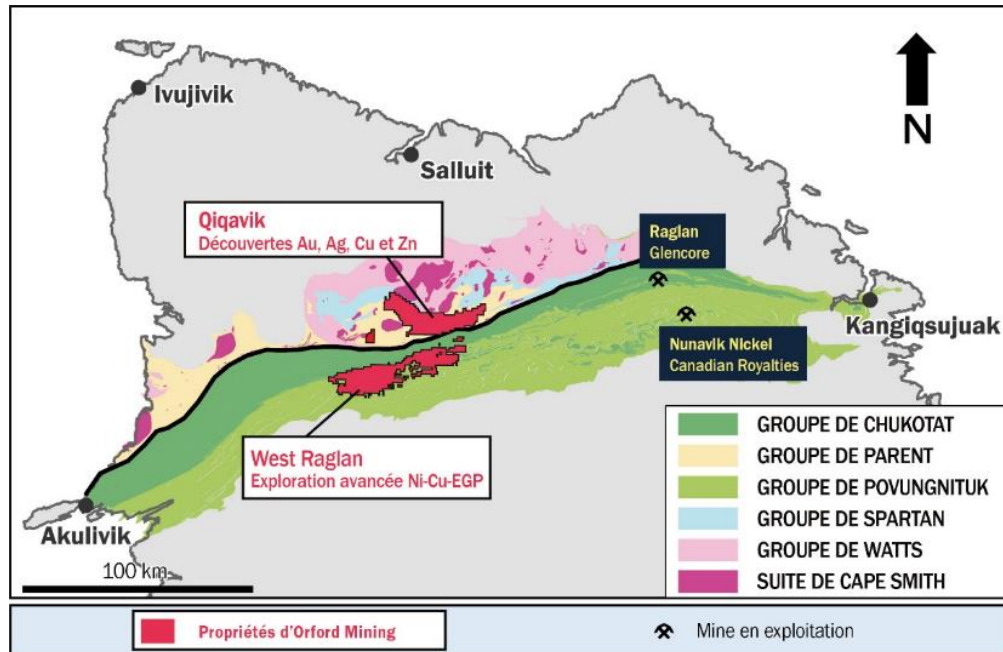 Ivujivik
N
Salluit
Qiqavik
Découvertes Au, Ag, Cu et Zn
Raglan
Glencore
Kangiqsujuak
Nunavik Nickel
Canadian Royalties
West Raglan
Exploration avancée Ni-Cu-EGP
Akulivik
100 km
GROUPE DE CHUKOTAT
GROUPE DE PARENT
GROUPE DE POVUNGNITUK
GROUPE DE SPARTAN
GROUPE DE WATTS
SUITE DE CAPE SMITH
Propriétés d'Orford Mining
Mine en exploitation